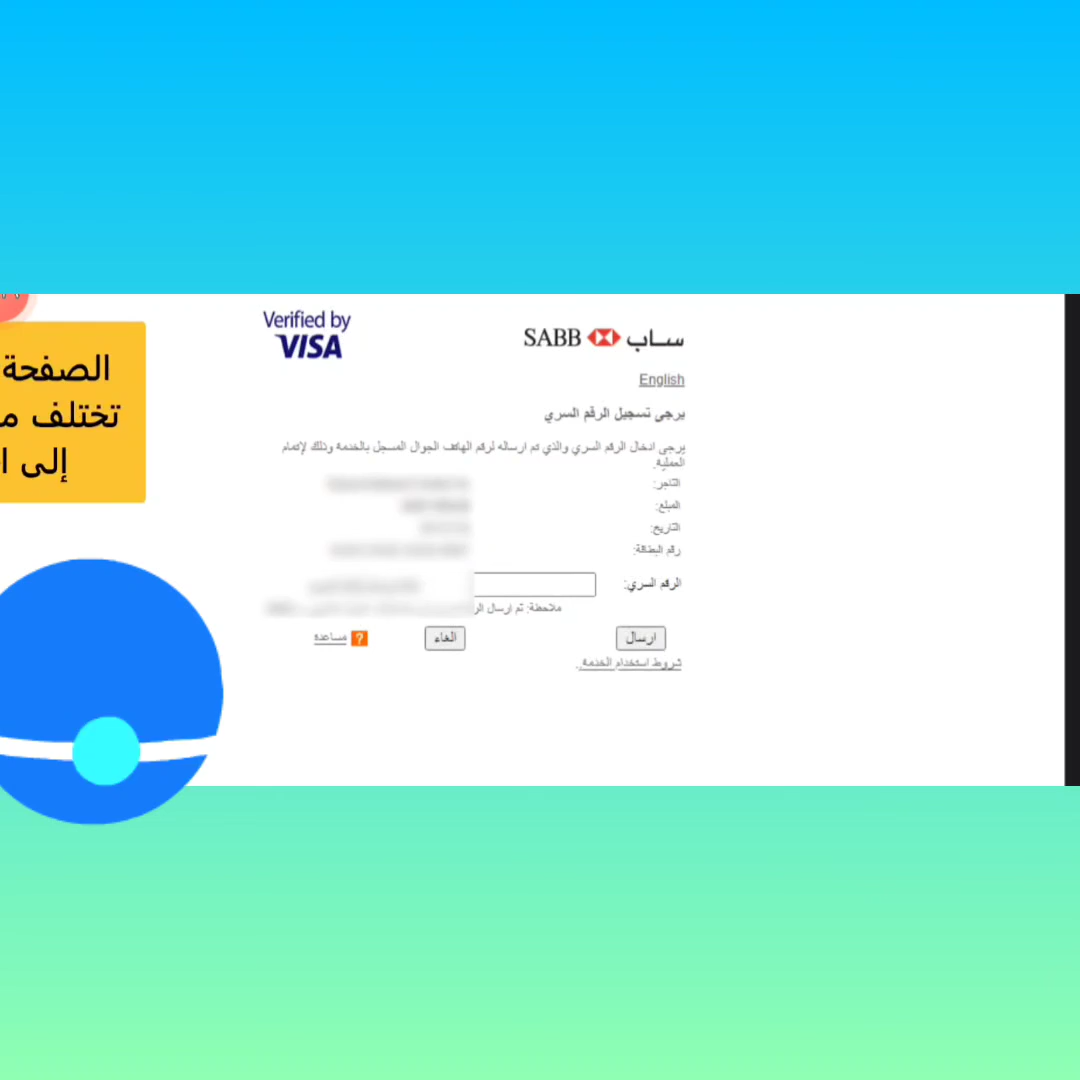 الصفحة
تختلف
إلى
Verified by
VISA
SABB ساب
English
يرجى تسجيل الرقم السري
يرجى ادخال الرقم السري والذي تم ارساله لرقم الهاتف الجوال المسجل بالخدمة وذلك لإتمام
العملية.
التاجر:
المبلغ:
التاريخ:
رقم البطاقة:
الرقم السري:
ملاحظة: تم ارسال
ارسال
الغاء
? مساعدة
شروط استخدام الخدمة.